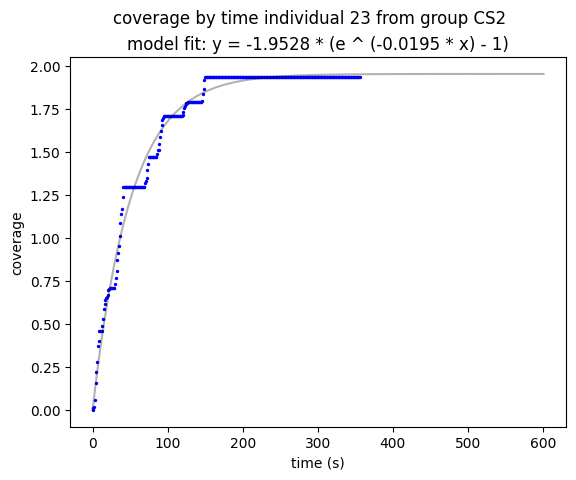 coverage by time individual 23 from group CS2
model fit: y = -1.9528 * (e ^ (-0.0195 * x) - 1)
2.00
1.75
1.50
1.25
1.00
0.75
0.50
0.25
0.00
coverage
0 100 200 300 400 500 600
time (s)